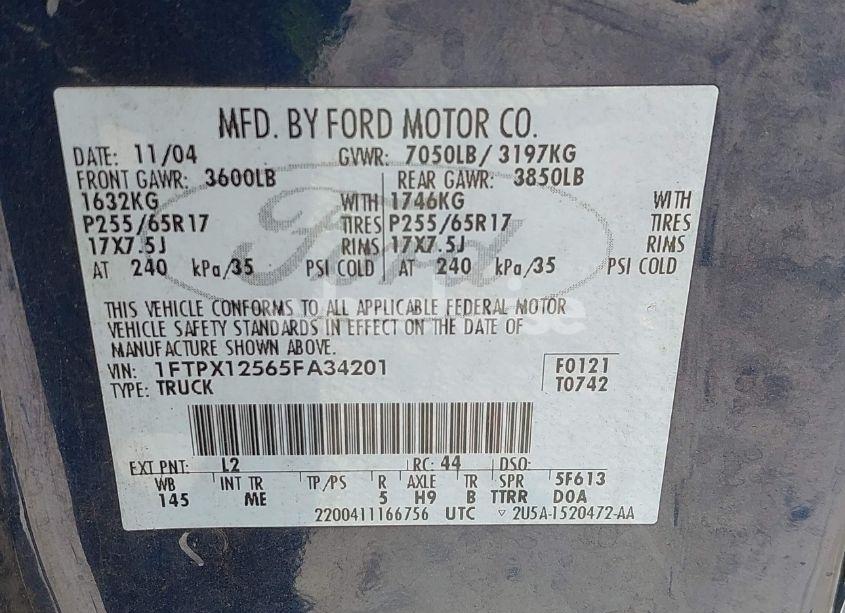 MFD. BY FORD MOTOR CO.
DATE: 11/04 GVWR: 7050LB/ 3197KG
FRONT GAWR: 3600LB REAR GAWR: 3850LB
1632KG WITH 1746KG WITH
P255/65R17 TIRES P255/65R17 TIRES
17X7.5J RIMS 17X7.5J RIMS
AT 240 kPa/35 PSI COLD AT 240 kPa/35 PSI COLD
Ford
THIS VEHICLE CONFORMS TO ALL APPLICABLE FEDERAL MOTOR
VEHICLE SAFETY STANDARDS IN EFFECT ON THE DATE OF
MANUFACTURE SHOWN ABOVE.
VIN: 1FTPX12565FA34201 F0121
TYPE: TRUCK T0742
EXT PNT: L2 RC: 44 DSO:
WB INT TR TP/PS R AXLE TR SPR 5F613
145 ME 5 H9 B TTRR DOA
2200411166756 UTC ▽ 2U5A-1520472-AA